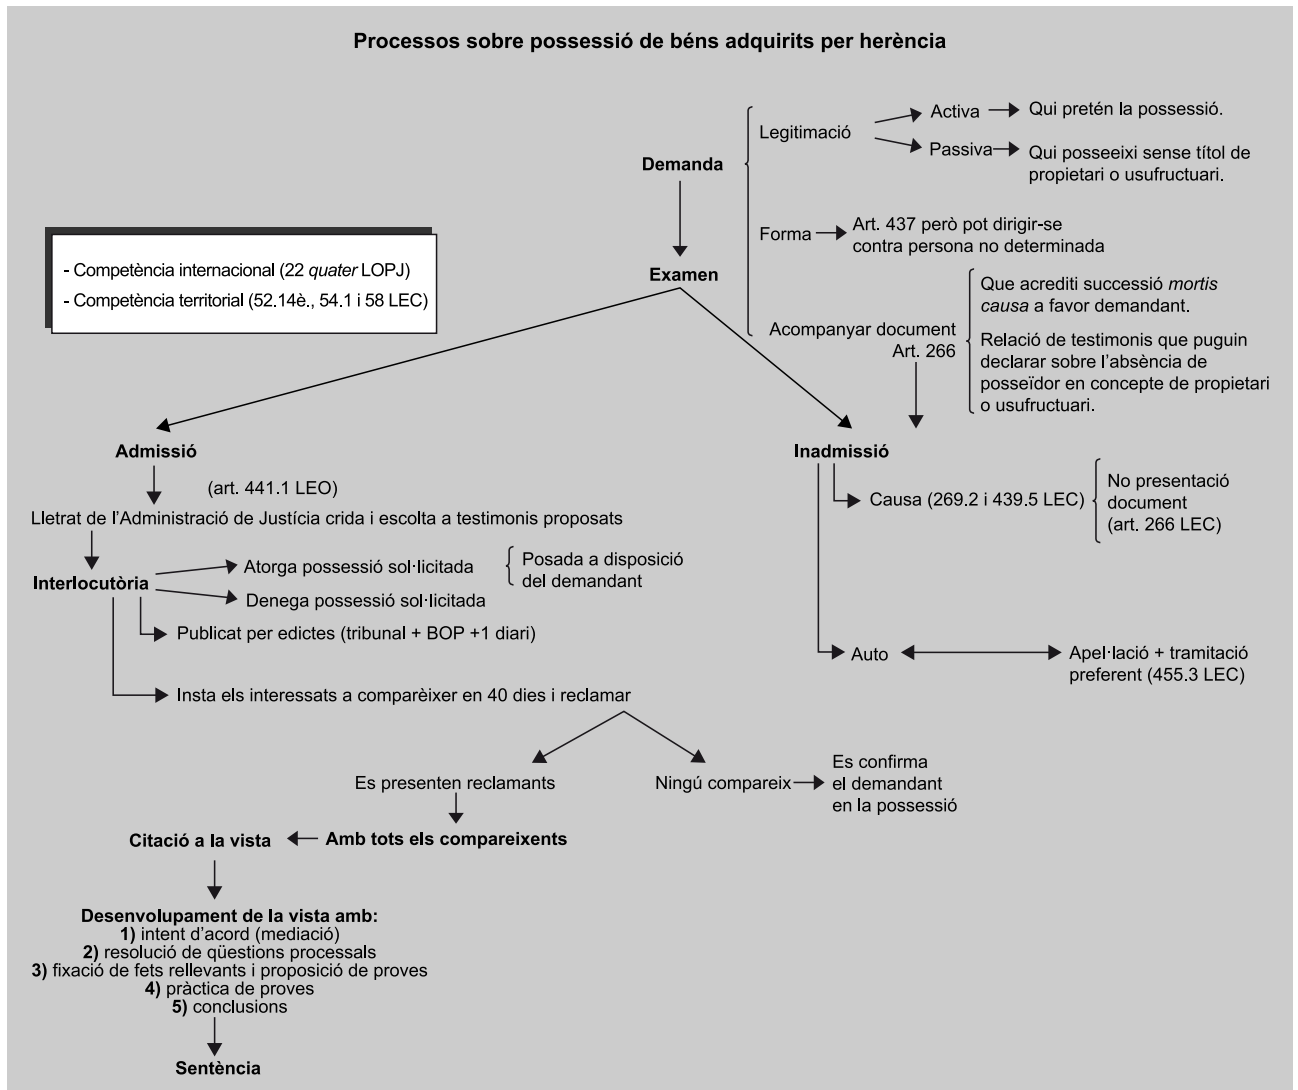 Processos sobre possessió de béns adquirits per herència
Demanda
Legitimació
Activa
Qui pretén la possessió.
Passiva
Qui posseeixi sense títol de
propietari o usufructuari.
Forma
Art. 437 però pot dirigir-se
contra persona no determinada
Acompanyar document
Art. 266
Que acrediti successió mortis
causa a favor demandant.
Relació de testimonis que puguin
declarar sobre l’absència de
posseïdor en concepte de propietari
o usufructuari.
- Competència internacional (22 quater LOPJ)
- Competència territorial (52.14è., 54.1 i 58 LEC)
Examen
Admissió
(art. 441.1 LEO)
Lletrat de l’Administració de Justícia crida i escolta a testimonis proposats
Interlocutòria
Atorga possessió sol·licitada
Posada a disposició
del demandant
Denega possessió sol·licitada
Publicat per edictes (tribunal + BOP +1 diari)
Insta els interessats a comparèixer en 40 dies i reclamar
Inadmissió
Causa (269.2 i 439.5 LEC)
No presentació
document
(art. 266 LEC)
Auto
Apel·lació + tramitació
preferent (455.3 LEC)
Es presenten reclamants
Ningú compareix
Es confirma
el demandant
en la possessió
Amb tots els compareixents
Citació a la vista
Desenvolupament de la vista amb:
1) intent d’acord (mediació)
2) resolució de qüestions processals
3) fixació de fets rellevants i proposició de proves
4) pràctica de proves
5) conclusions
Sentència